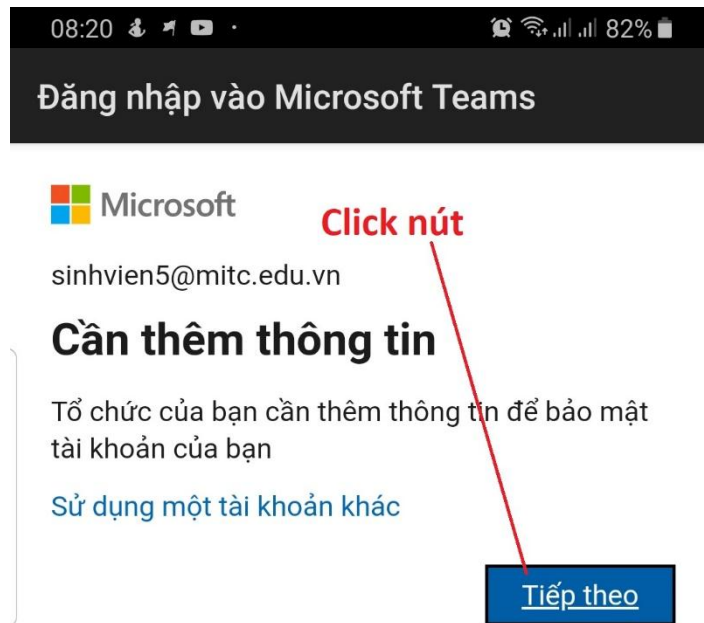 08:20 82%
Đăng nhập vào Microsoft Teams
Microsoft
Click nút
sinhvien5@mitc.edu.vn
Cần thêm thông tin
Tổ chức của bạn cần thêm thông tin để bảo mật
tài khoản của bạn
Sử dụng một tài khoản khác
Tiếp theo